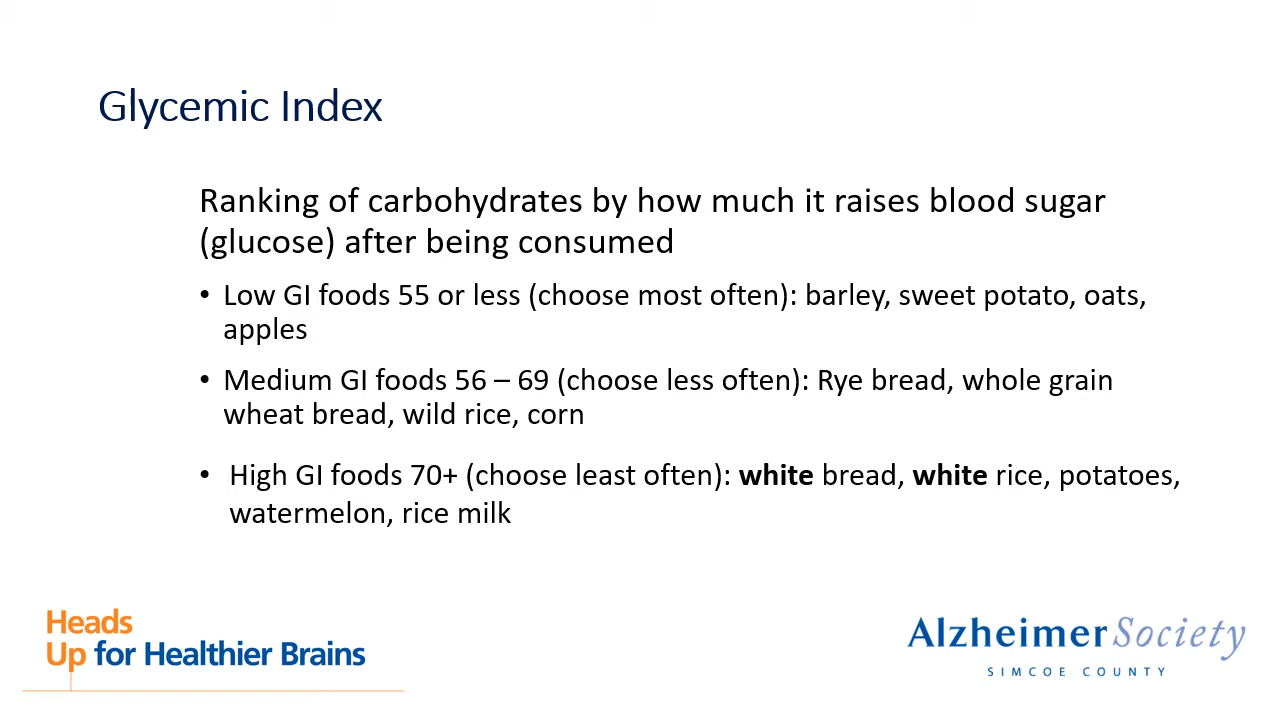 Glycemic Index
Ranking of carbohydrates by how much it raises blood sugar
(glucose) after being consumed
• Low GI foods 55 or less (choose most often): barley, sweet potato, oats,
apples
• Medium GI foods 56 – 69 (choose less often): Rye bread, whole grain
wheat bread, wild rice, corn
• High GI foods 70+ (choose least often): white bread, white rice, potatoes,
watermelon, rice milk
Heads
Up for Healthier Brains
Alzheimer Society
SIMCOE COUNTY